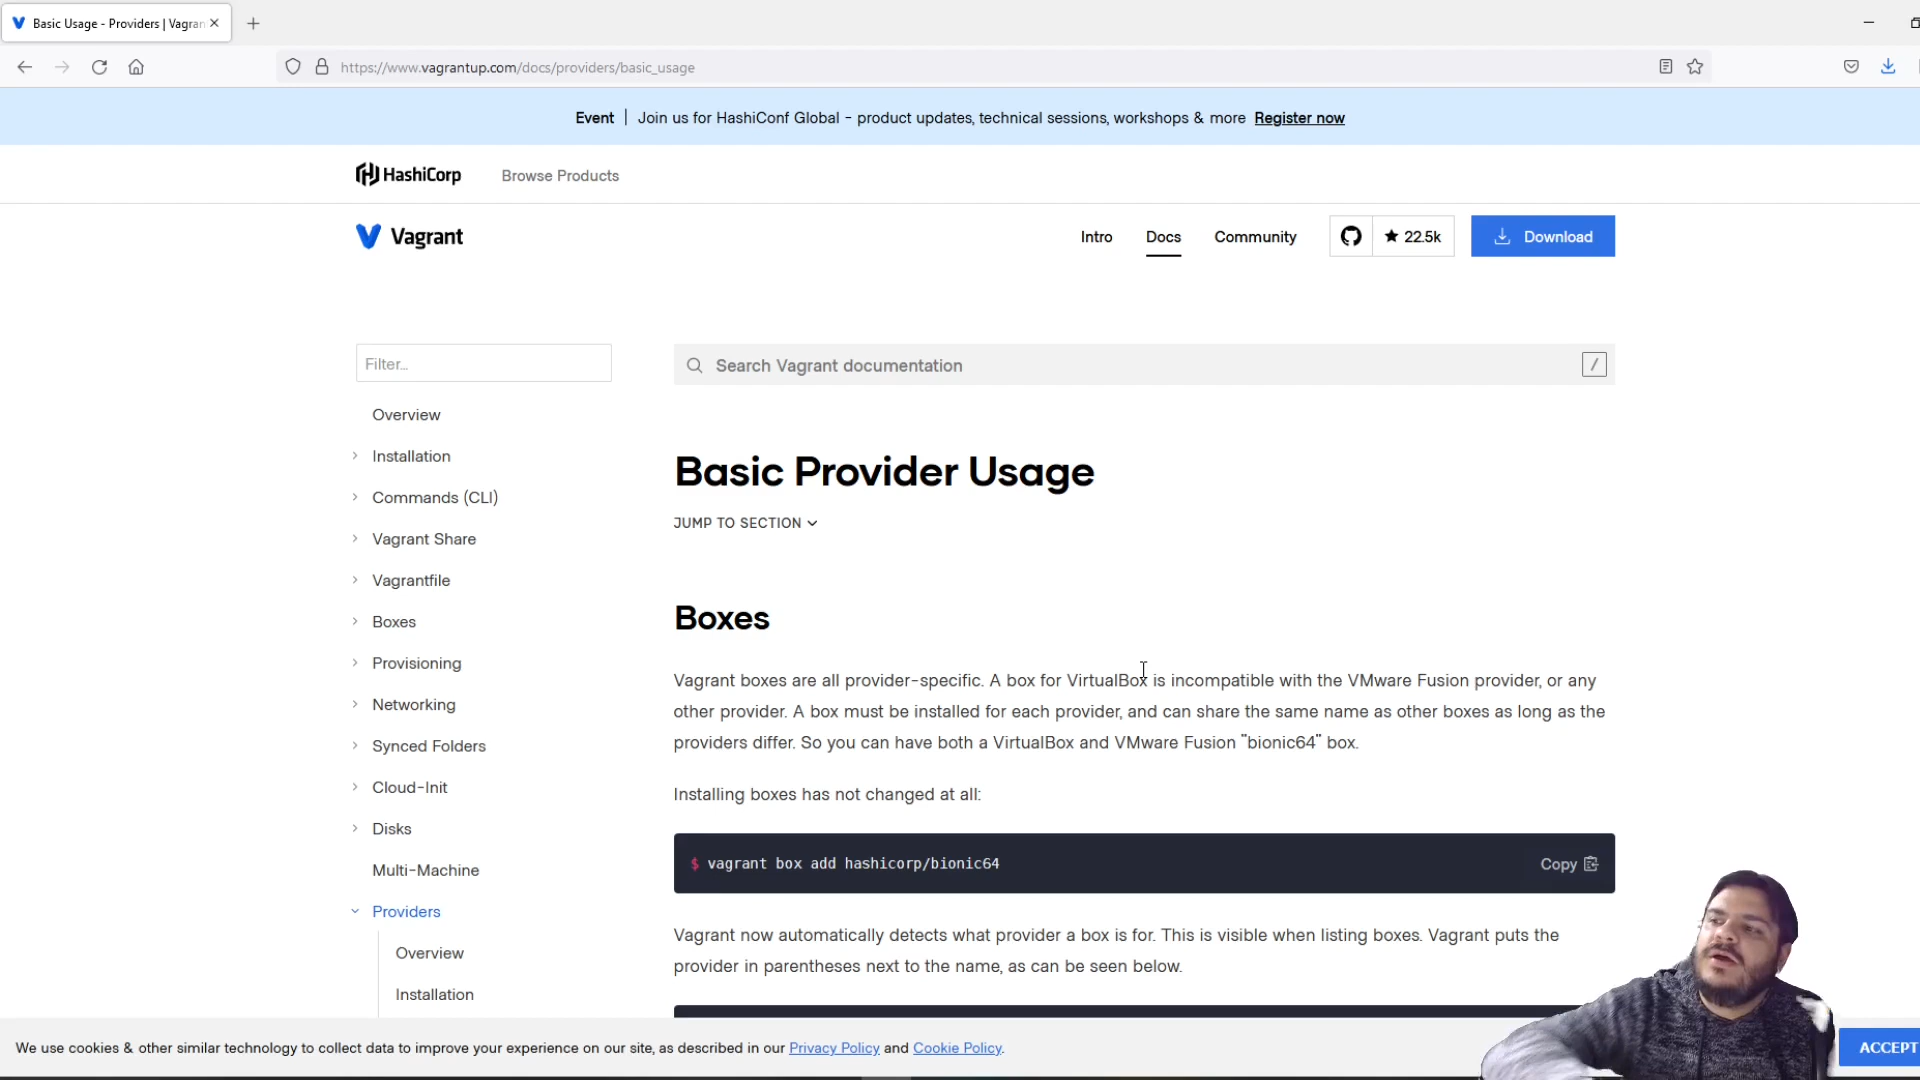 Basic Usage - Providers | Vagran
https://www.vagrantup.com/docs/providers/basic_usage
Event | Join us for HashiConf Global - product updates, technical sessions, workshops & more Register now
HashiCorp
Browse Products
Vagrant
Intro
Docs
Community
22.5k
Download
Filter...
Search Vagrant documentation
/
Overview
Installation
Commands (CLI)
Vagrant Share
Vagrantfile
Boxes
Provisioning
Networking
Synced Folders
Cloud-Init
Disks
Multi-Machine
Providers
Overview
Installation
Basic Provider Usage
JUMP TO SECTION
Boxes
Vagrant boxes are all provider-specific. A box for VirtualBox is incompatible with the VMware Fusion provider, or any
other provider. A box must be installed for each provider, and can share the same name as other boxes as long as the
providers differ. So you can have both a VirtualBox and VMware Fusion "bionic64" box.
Installing boxes has not changed at all:
$ vagrant box add hashicorp/bionic64
Copy
Vagrant now automatically detects what provider a box is for. This is visible when listing boxes. Vagrant puts the
provider in parentheses next to the name, as can be seen below.
We use cookies & other similar technology to collect data to improve your experience on our site, as described in our Privacy Policy and Cookie Policy.
ACCEPT